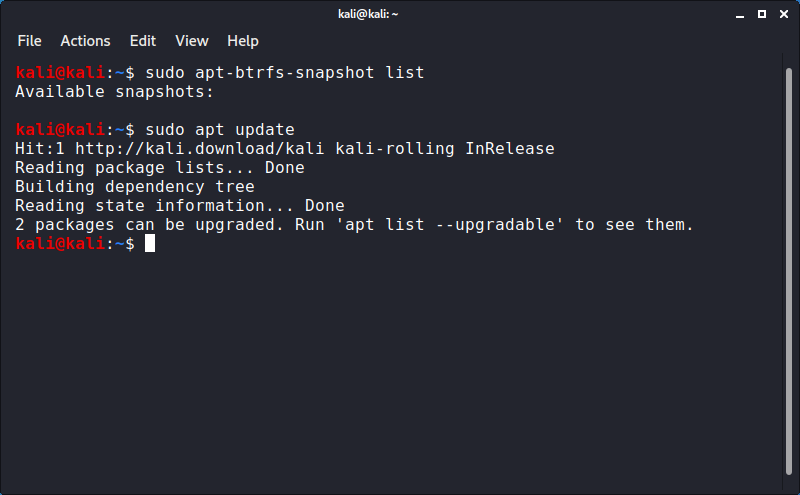 kali@kali: ~
File Actions Edit View Help
kali@kali:~$ sudo apt-btrfs-snapshot list
Available snapshots:
kali@kali:~$ sudo apt update
Hit:1 http://kali.download/kali kali-rolling InRelease
Reading package lists... Done
Building dependency tree
Reading state information... Done
2 packages can be upgraded. Run 'apt list --upgradable' to see them.
kali@kali:~$